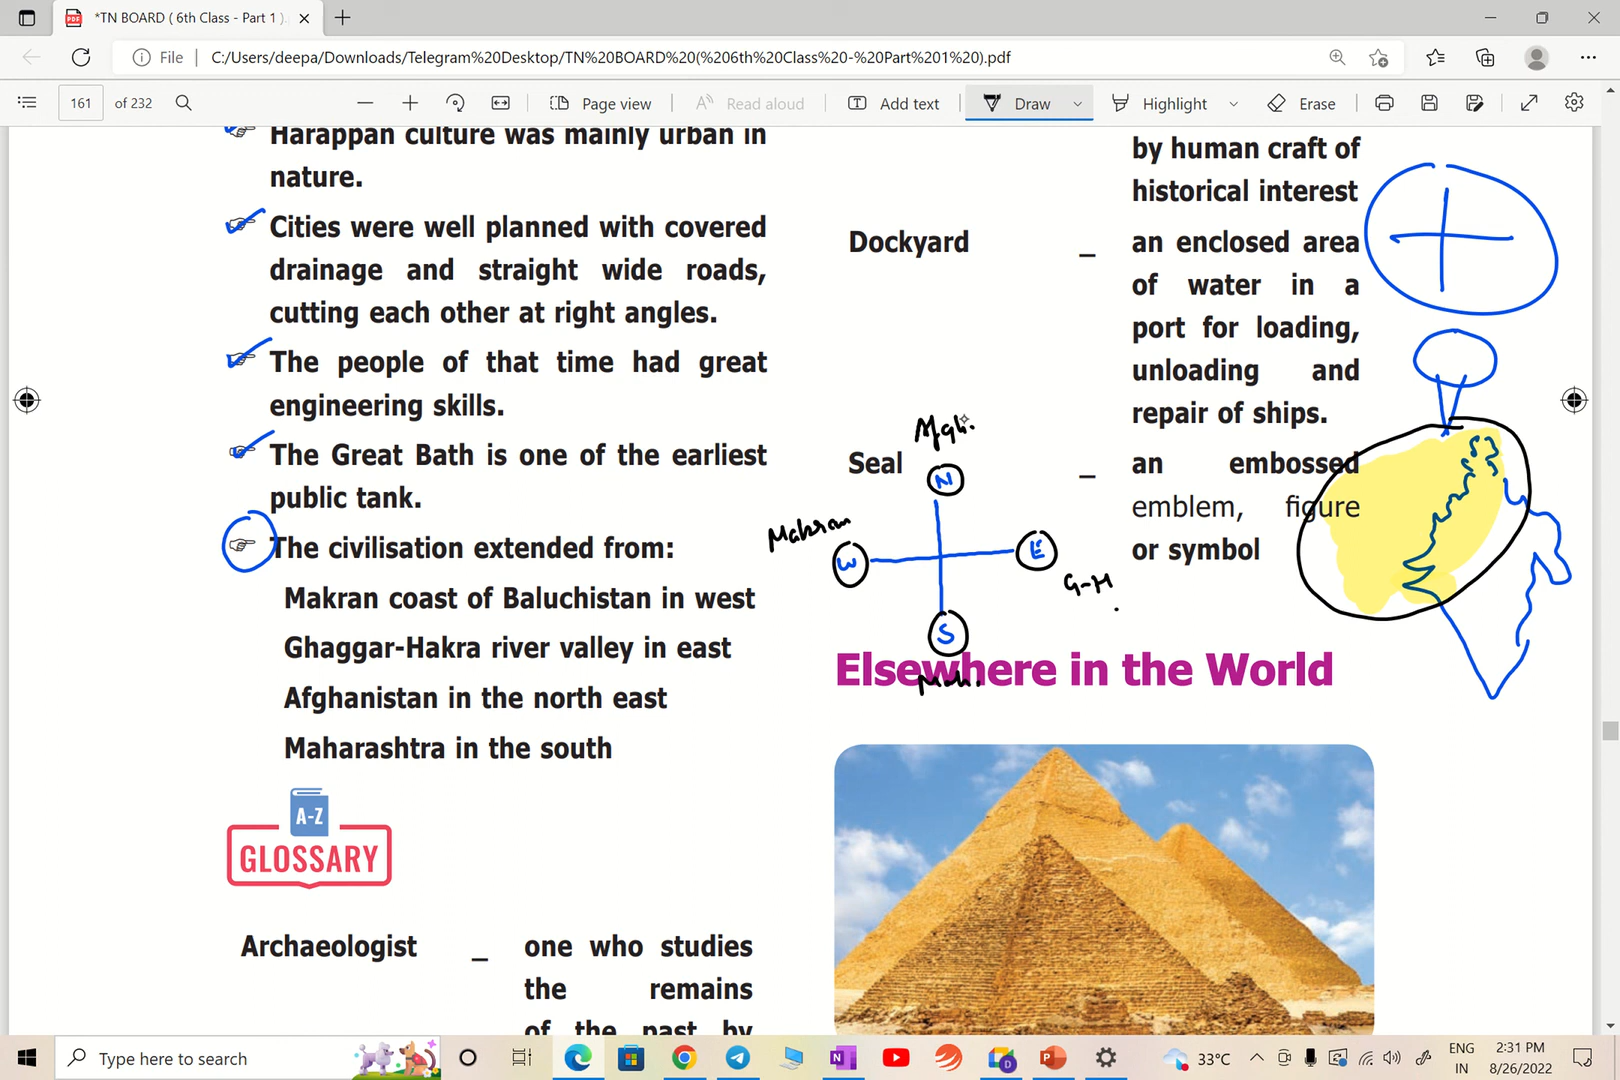 *TN BOARD ( 6th Class - Part 1 ).
File
C:/Users/deepa/Downloads/Telegram%20Desktop/TN%20BOARD%20(%206th%20Class%20-%20Part%201%20).pdf
161 of 232
Page view
Read aloud
Add text
Draw
Highlight
Erase
Harappan culture was mainly urban in
nature.
Cities were well planned with covered
drainage and straight wide roads,
cutting each other at right angles.
The people of that time had great
engineering skills.
The Great Bath is one of the earliest
public tank.
The civilisation extended from:
Makran coast of Baluchistan in west
Ghaggar-Hakra river valley in east
Afghanistan in the north east
Maharashtra in the south
A-Z
GLOSSARY
Archaeologist _ one who studies
the remains
of the past by
by human craft of
historical interest
Dockyard _ an enclosed area
of water in a
port for loading,
unloading and
repair of ships.
Seal _ an embossed
emblem, figure
or symbol
Afgh.
N
Makran
W
E
G-H
S
Mah.
Elsewhere in the World
Type here to search
33°C
ENG
IN
2:31 PM
8/26/2022